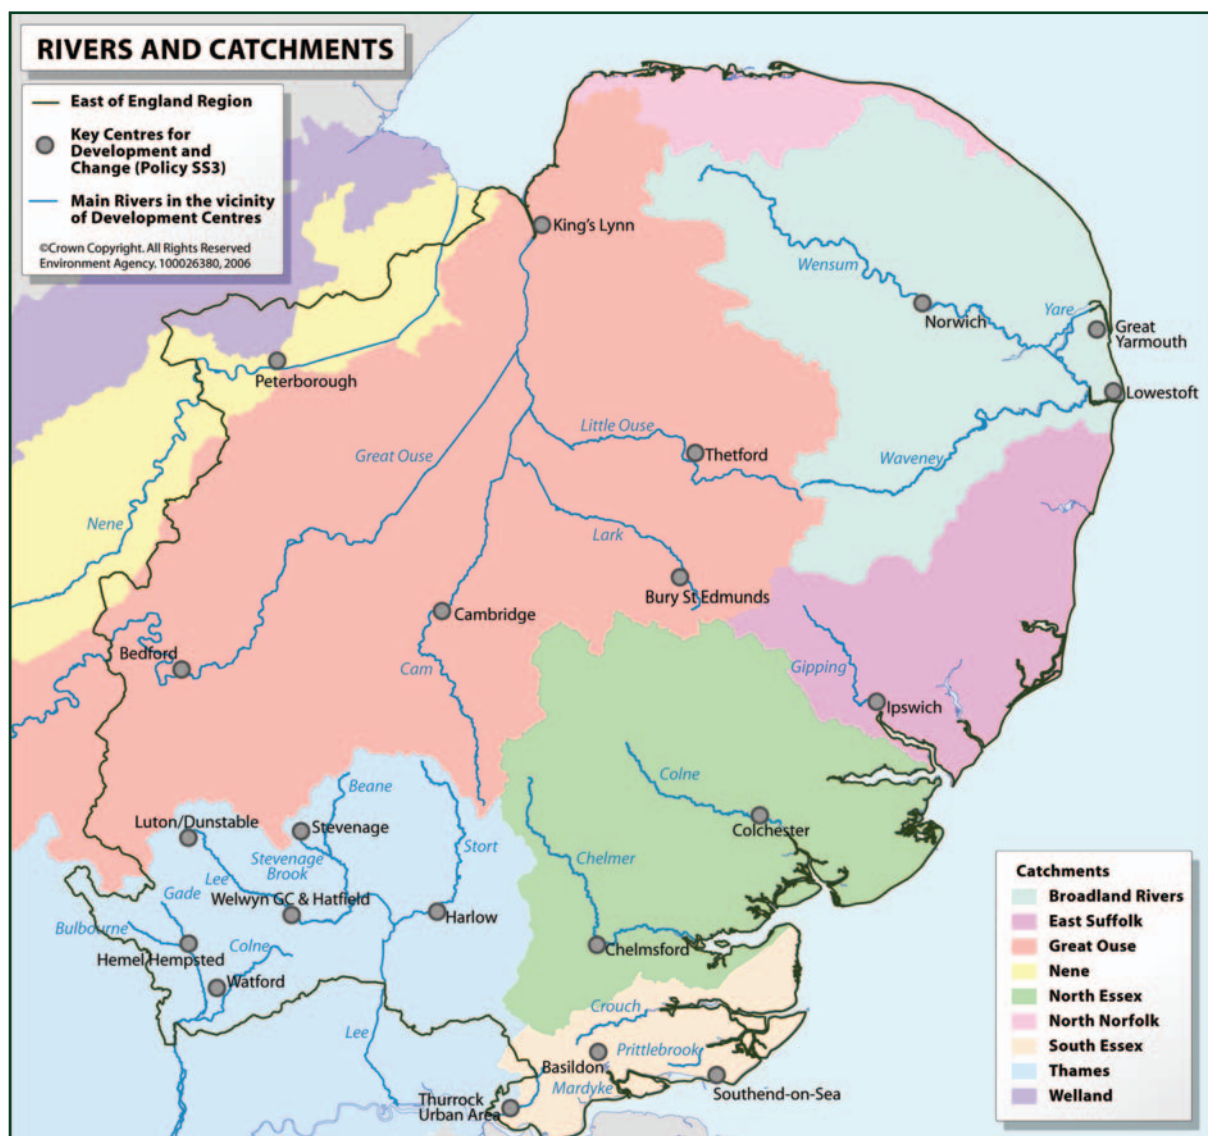 RIVERS AND CATCHMENTS
East of England Region
Key Centres for
Development and
Change (Policy SS3)
Main Rivers in the vicinity
of Development Centres
©Crown Copyright. All Rights Reserved
Environment Agency, 100026380, 2006
King's Lynn
Wensum
Norwich
Yare
Great
Yarmouth
Peterborough
Lowestoft
Little Ouse
Great Ouse
Thetford
Waveney
Nene
Lark
Bury St Edmunds
Cambridge
Bedford
Cam
Gipping
Ipswich
Beane
Colne
Luton/Dunstable
Stevenage
Colchester
Stort
Stevenage
Brook
Chelmer
Lee
Gade
Welwyn GC & Hatfield
Harlow
Bulbourne
Colne
Hemel Hempsted
Chelmsford
Watford
Crouch
Lee
Prittlebrook
Basildon
Mardyke
Southend-on-Sea
Thurrock
Urban Area
Catchments
Broadland Rivers
East Suffolk
Great Ouse
Nene
North Essex
North Norfolk
South Essex
Thames
Welland